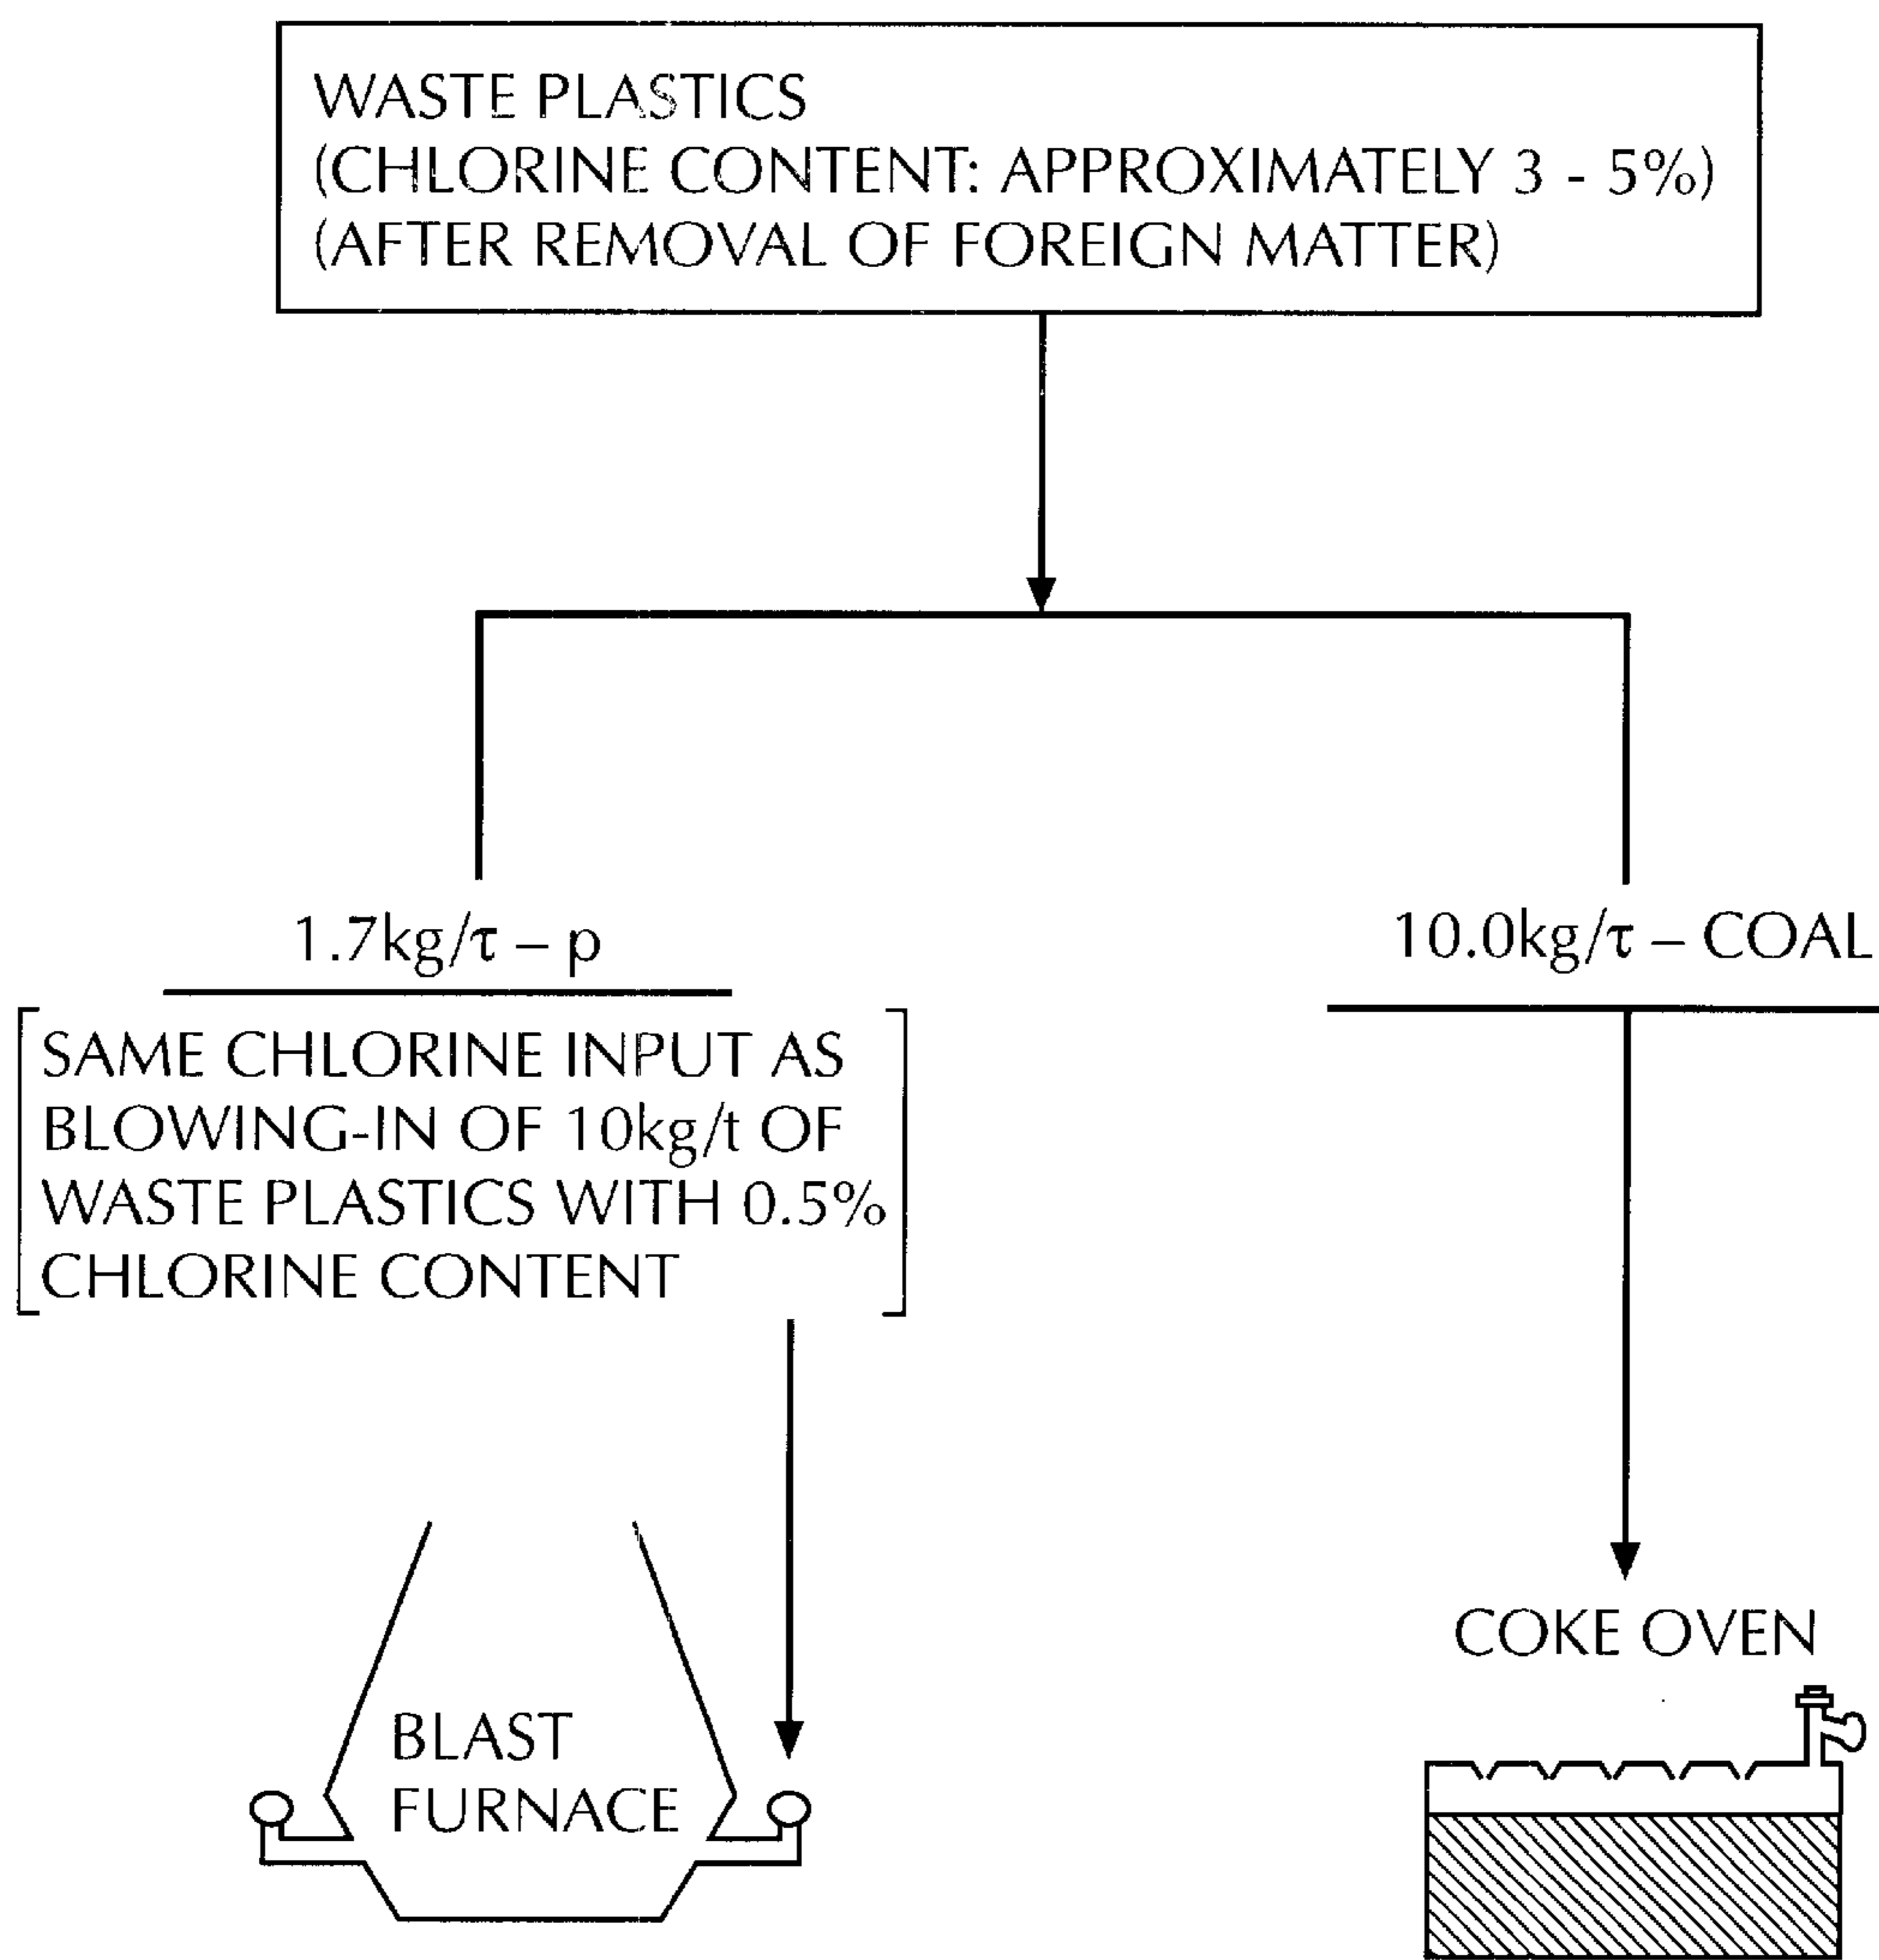 WASTE PLASTICS
(CHLORINE CONTENT: APPROXIMATELY 3 - 5%)
(AFTER REMOVAL OF FOREIGN MATTER)
1.7kg/τ – p
10.0kg/τ – COAL
SAME CHLORINE INPUT AS
BLOWING-IN OF 10kg/t OF
WASTE PLASTICS WITH 0.5%
CHLORINE CONTENT
COKE OVEN
BLAST
FURNACE